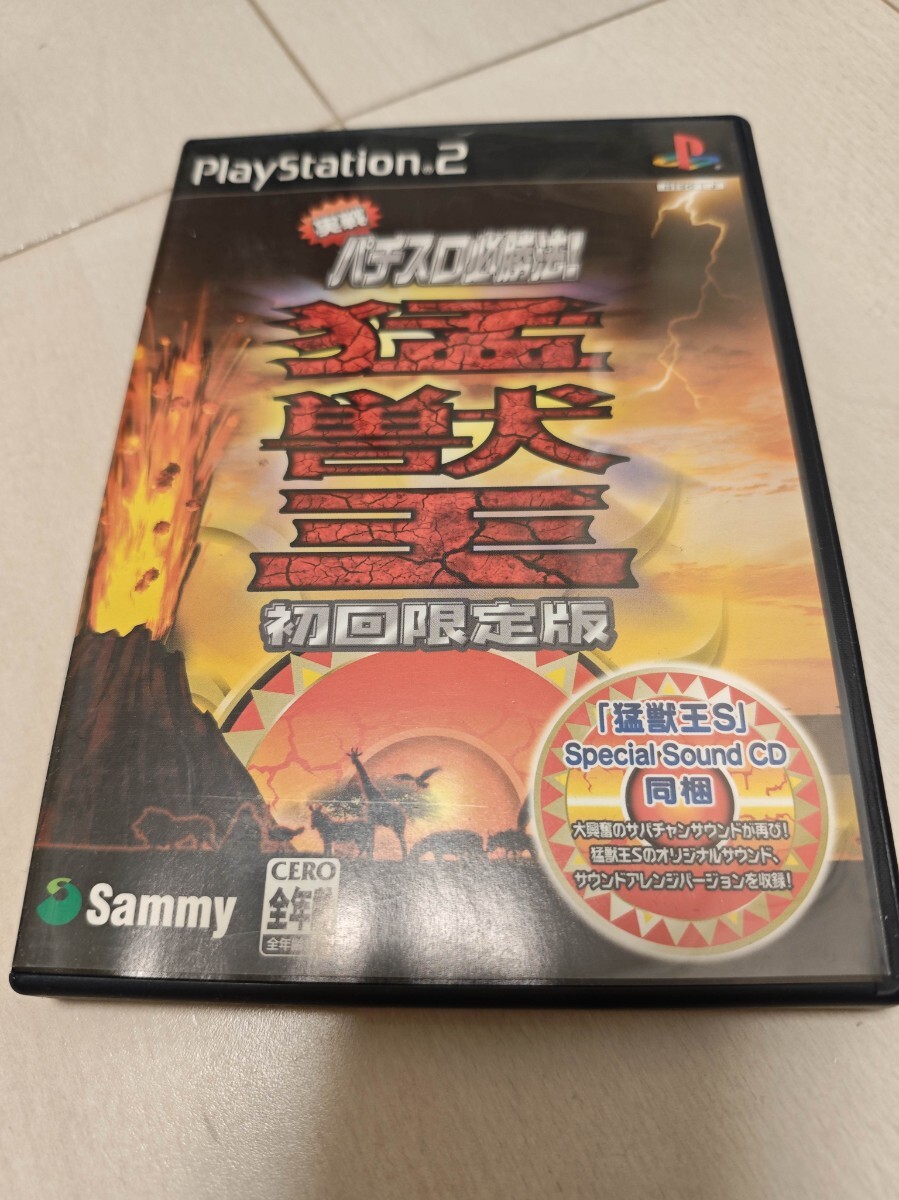 PlayStation.2
実戦
パチスロ必勝法!
猛
獣
王
初回限定版
「猛獣王S」
Special Sound CD
同梱
大興奮のサバチャンサウンドが再び!
猛獣王Sのオリジナルサウンド、
サウンドアレンジバージョンを収録!
Sammy
CERO
全年齢